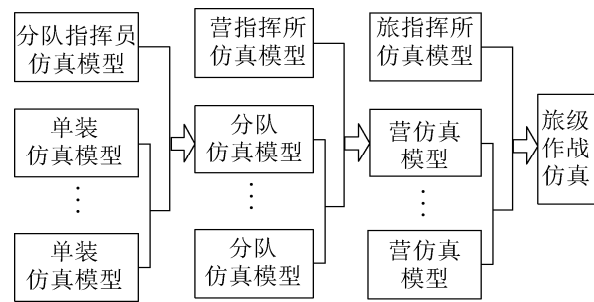 分队指挥员
仿真模型
单装
仿真模型
单装
仿真模型
营指挥所
仿真模型
分队
仿真模型
分队
仿真模型
旅指挥所
仿真模型
营仿真
模型
营仿真
模型
旅级
作战
仿真